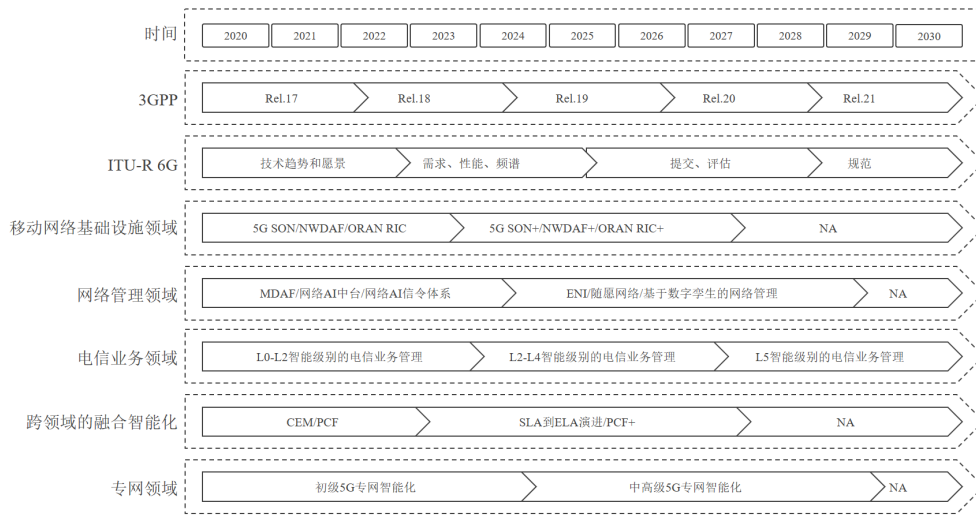 时间 2020 2021 2022 2023 2024 2025 2026 2027 2028 2029 2030
3GPP Rel.17 Rel.18 Rel.19 Rel.20 Rel.21
ITU-R 6G 技术趋势和愿景 需求、性能、频谱 提交、评估 规范
移动网络基础设施领域 5G SON/NWDAF/ORAN RIC 5G SON+/NWDAF+/ORAN RIC+ NA
网络管理领域 MDAF/网络AI中台/网络AI信令体系 ENI/随愿网络/基于数字孪生的网络管理 NA
电信业务领域 L0-L2智能级别的电信业务管理 L2-L4智能级别的电信业务管理 L5智能级别的电信业务管理
跨领域的融合智能化 CEM/PCF SLA到ELA演进/PCF+ NA
专网领域 初级5G专网智能化 中高级5G专网智能化 NA